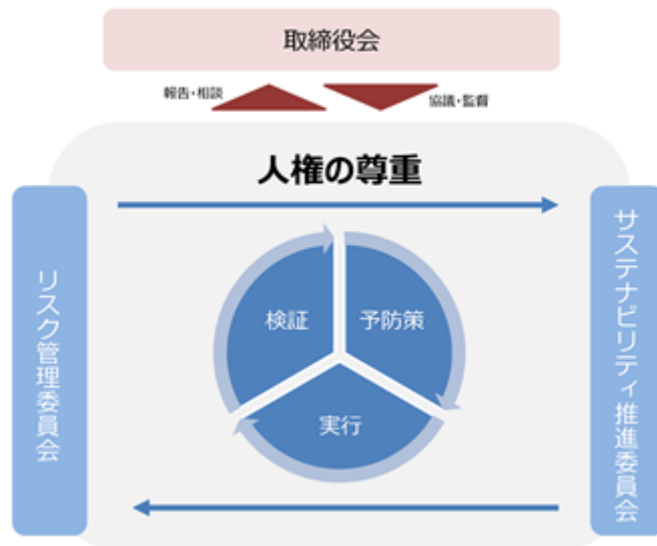 取締役会
報告・相談
協議・監督
人権の尊重
リスク管理委員会
サステナビリティ推進委員会
検証
予防策
実行